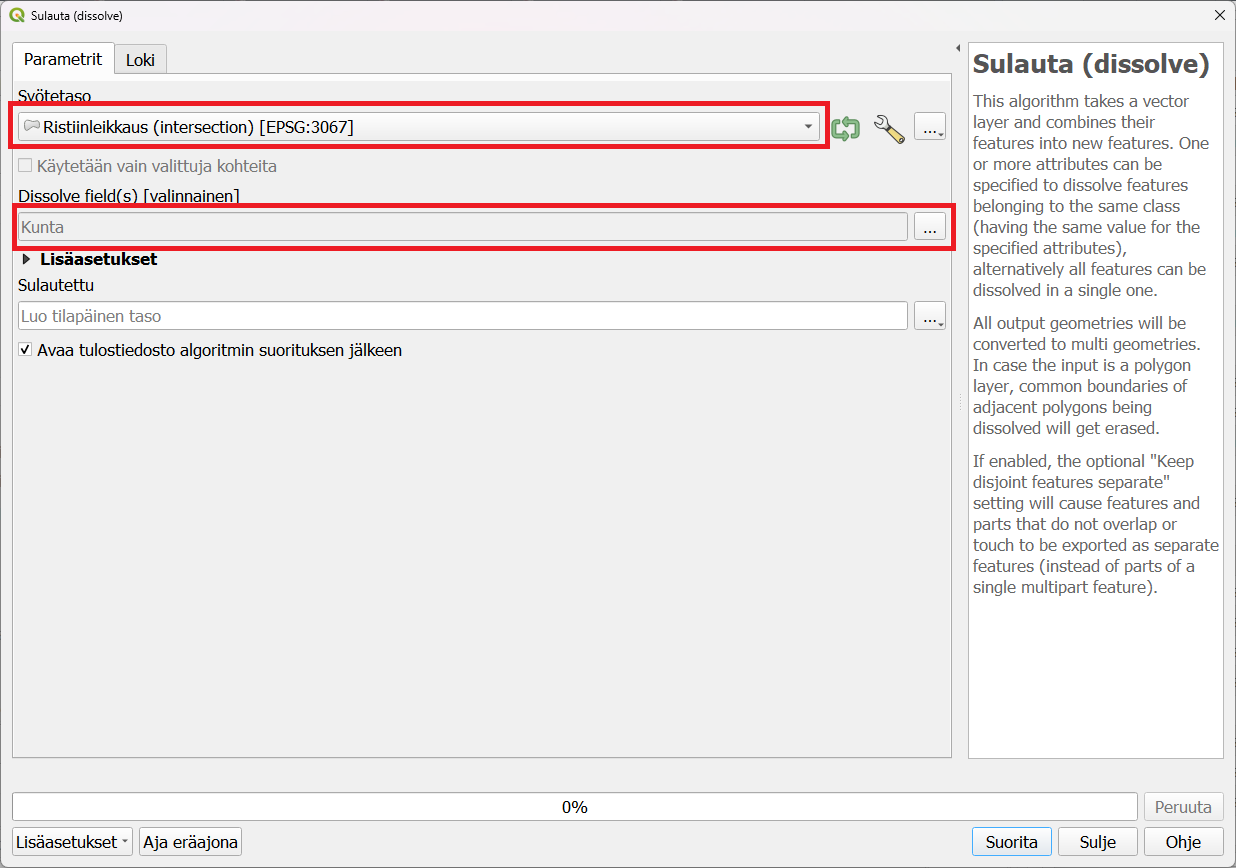 Sulauta (dissolve)
Parametrit
Loki
Syötetaso
Ristiinleikkaus (intersection) [EPSG:3067]
...
Käytetään vain valittuja kohteita
Dissolve field(s) [valinnainen]
Kunta
...
Lisäasetukset
Sulautettu
Luo tilapäinen taso
...
Avaa tulostiedosto algoritmin suorituksen jälkeen
Sulauta (dissolve)
This algorithm takes a vector
layer and combines their
features into new features. One
or more attributes can be
specified to dissolve features
belonging to the same class
(having the same value for the
specified attributes),
alternatively all features can be
dissolved in a single one.
All output geometries will be
converted to multi geometries.
In case the input is a polygon
layer, common boundaries of
adjacent polygons being
dissolved will get erased.
If enabled, the optional "Keep
disjoint features separate"
setting will cause features and
parts that do not overlap or
touch to be exported as separate
features (instead of parts of a
single multipart feature).
0%
Peruuta
Lisäasetukset
Aja eräajona
Suorita
Sulje
Ohje